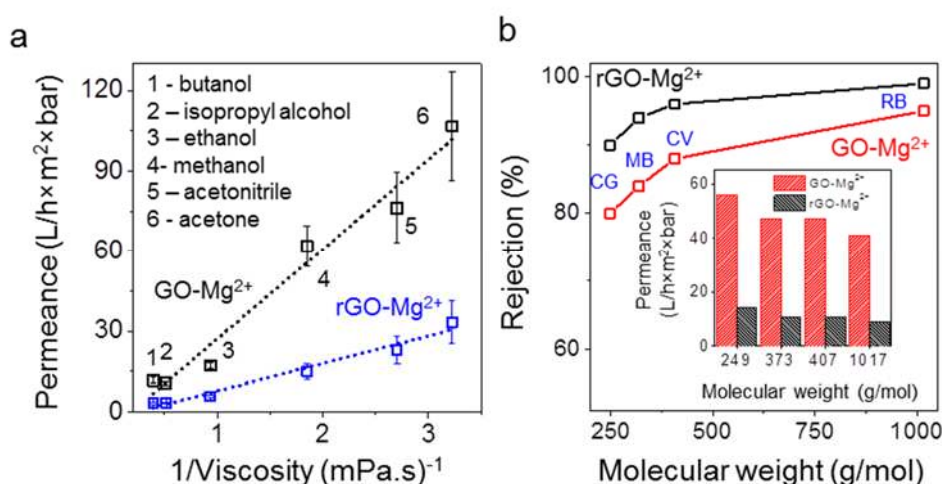 a
Permeance (L/h×m²×bar)
120
90
60
30
0
1 - butanol
2 – isopropyl alcohol
3 – ethanol
4- methanol
5 – acetonitrile
6 - acetone
GO-Mg²⁺
rGO-Mg²⁺
1
2
3
4
5
6
1
2
3
1/Viscosity (mPa.s)⁻¹
b
Rejection (%)
100
80
60
rGO-Mg²⁺
GO-Mg²⁺
CG
MB
CV
RB
Permeance
(L/h×m²×bar)
60
40
20
0
GO-Mg²⁺
rGO-Mg²⁺
249 373 407 1017
Molecular weight (g/mol)
250 500 750 1000
Molecular weight (g/mol)